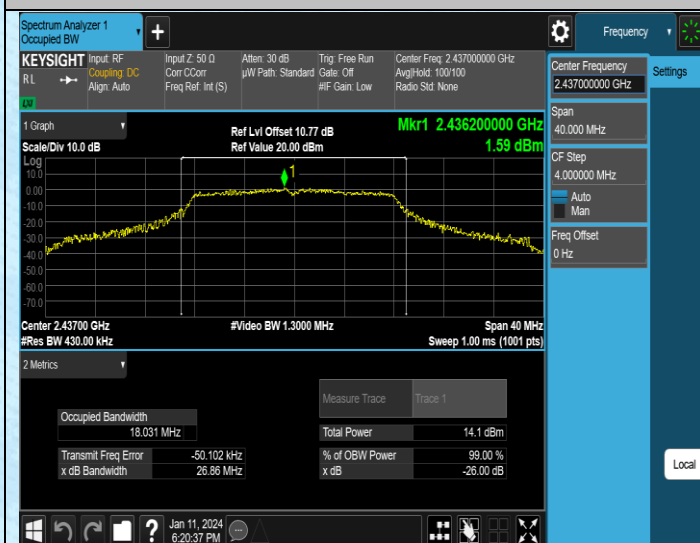 Spectrum Analyzer 1
Occupied BW
Frequency
KEYSIGHT
RL
Input: RF
Coupling: DC
Align: Auto
Input Z: 50 Ω
Corr CCorr
Freq Ref: Int (S)
Atten: 30 dB
µW Path: Standard
Trig: Free Run
Gate: Off
#IF Gain: Low
Center Freq: 2.437000000 GHz
Avg|Hold: 100/100
Radio Std: None
Center Frequency
2.437000000 GHz
Settings
Span
40.000 MHz
CF Step
4.000000 MHz
Auto
Man
Freq Offset
0 Hz
1 Graph
Scale/Div 10.0 dB
Ref Lvl Offset 10.77 dB
Ref Value 20.00 dBm
Mkr1 2.436200000 GHz
1.59 dBm
Log
10.0
0.00
-10.0
-20.0
-30.0
-40.0
-50.0
-60.0
-70.0
1
Center 2.43700 GHz
#Res BW 430.00 kHz
#Video BW 1.3000 MHz
Span 40 MHz
Sweep 1.00 ms (1001 pts)
2 Metrics
Measure Trace
Trace 1
Occupied Bandwidth
18.031 MHz
Total Power
14.1 dBm
Transmit Freq Error
-50.102 kHz
% of OBW Power
99.00 %
x dB Bandwidth
26.86 MHz
x dB
-26.00 dB
Local
Jan 11, 2024
6:20:37 PM